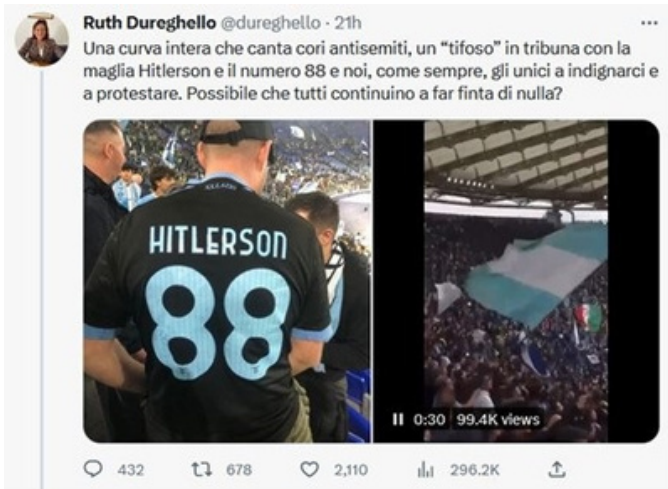 Ruth Dureghello @dureghello · 21h
Una curva intera che canta cori antisemiti, un “tifoso” in tribuna con la
maglia Hitlerson e il numero 88 e noi, come sempre, gli unici a indignarci e
a protestare. Possibile che tutti continuino a far finta di nulla?
HITLERSON
88
0:30 99.4K views
432 678 2,110 296.2K